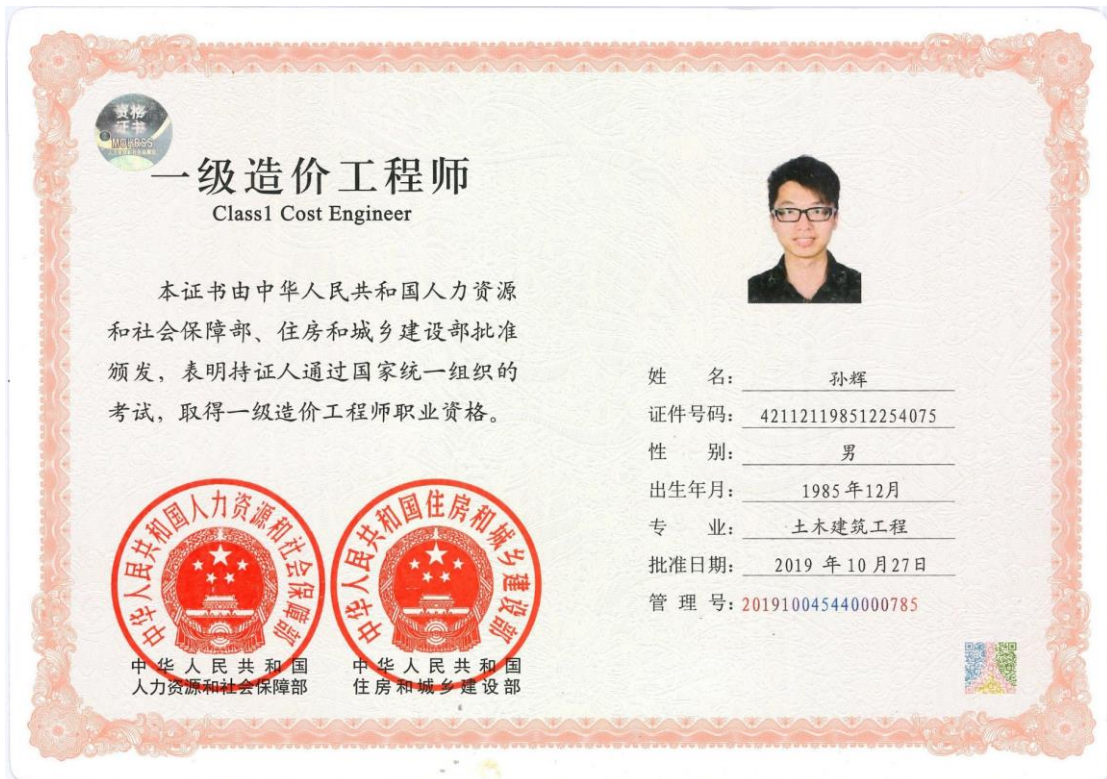 资格
证书
MOHRSS
一级造价工程师
Class1 Cost Engineer
本证书由中华人民共和国人力资源
和社会保障部、住房和城乡建设部批准
颁发，表明持证人通过国家统一组织的
考试，取得一级造价工程师职业资格。
姓 名： 孙辉
证件号码： 421121198512254075
性 别： 男
出生年月： 1985年12月
专 业： 土木建筑工程
批准日期： 2019 年 10 月27日
管 理 号： 201910045440000785
中华人民共和国人力资源和社会保障部
中华人民共和国住房和城乡建设部
中华人民共和国
人力资源和社会保障部
中华人民共和国
住房和城乡建设部